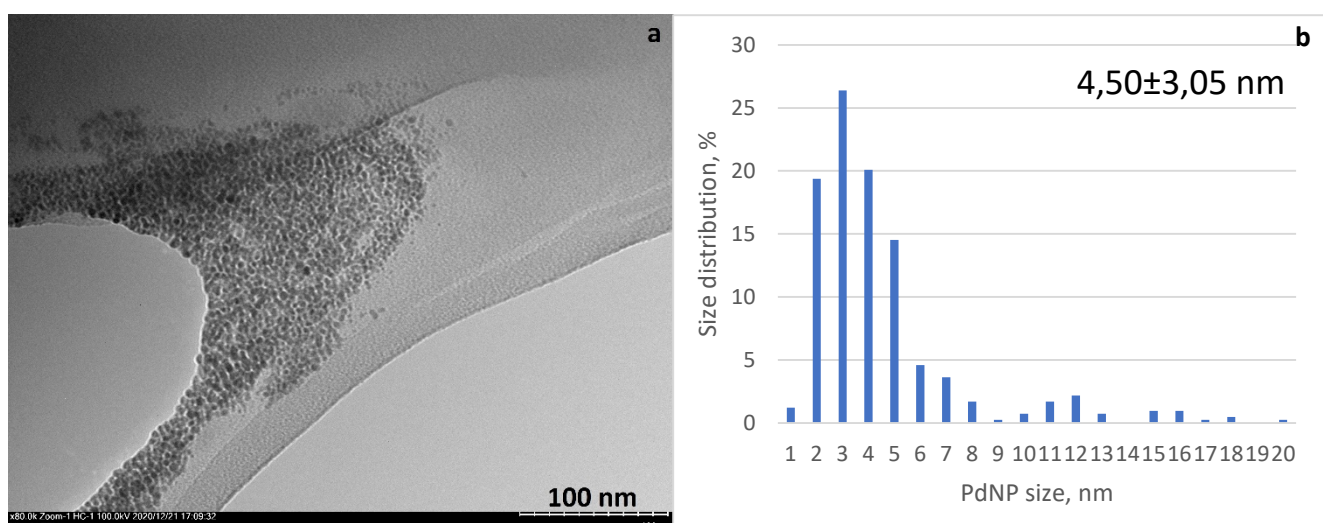 a
100 nm
x80.0k Zoom-1 HC-1 100.0kV 2020/12/21 17:09:32
b
4,50±3,05 nm
Size distribution, %
30
25
20
15
10
5
0
1 2 3 4 5 6 7 8 9 10 11 12 13 14 15 16 17 18 19 20
PdNP size, nm